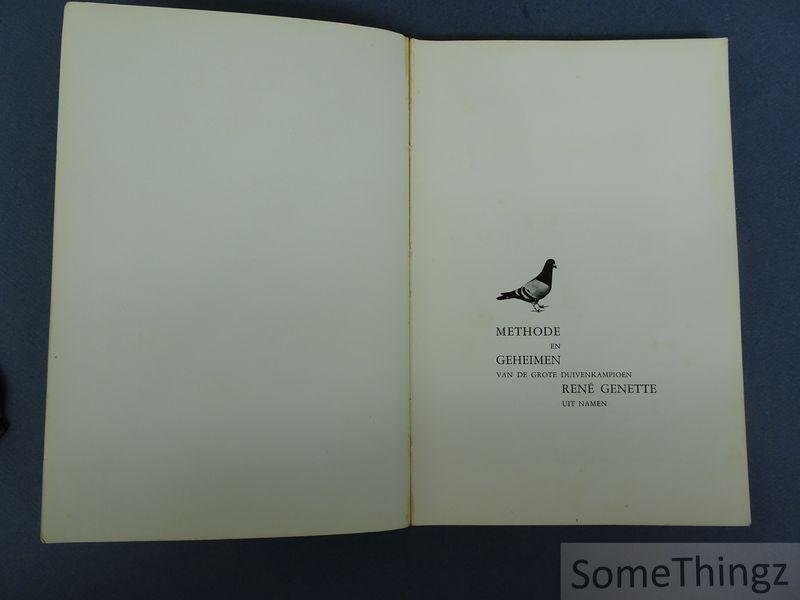 METHODE
EN
GEHEIMEN
VAN DE GROTE DUIVENKAMPIOEN
RENÉ GENETTE
UIT NAMEN
SomeThingz